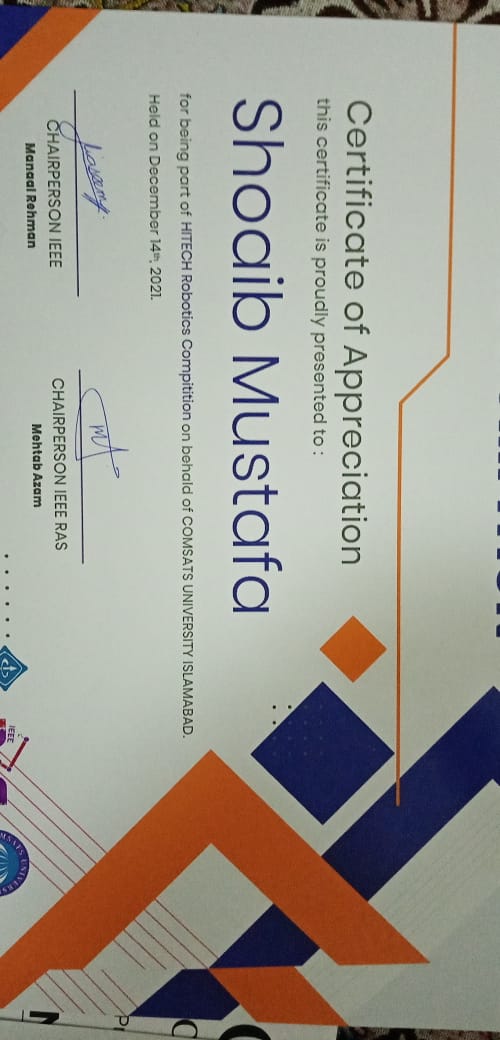 Certificate of Appreciation
this certificate is proudly presented to :
Shoaib Mustafa
for being part of HITECH Robotics Compitition on behald of COMSATS UNIVERSITY ISLAMABAD.
Held on December 14th, 2021.
CHAIRPERSON IEEE
Manaal Rehman
CHAIRPERSON IEEE RAS
Mehtab Azam
IEEE